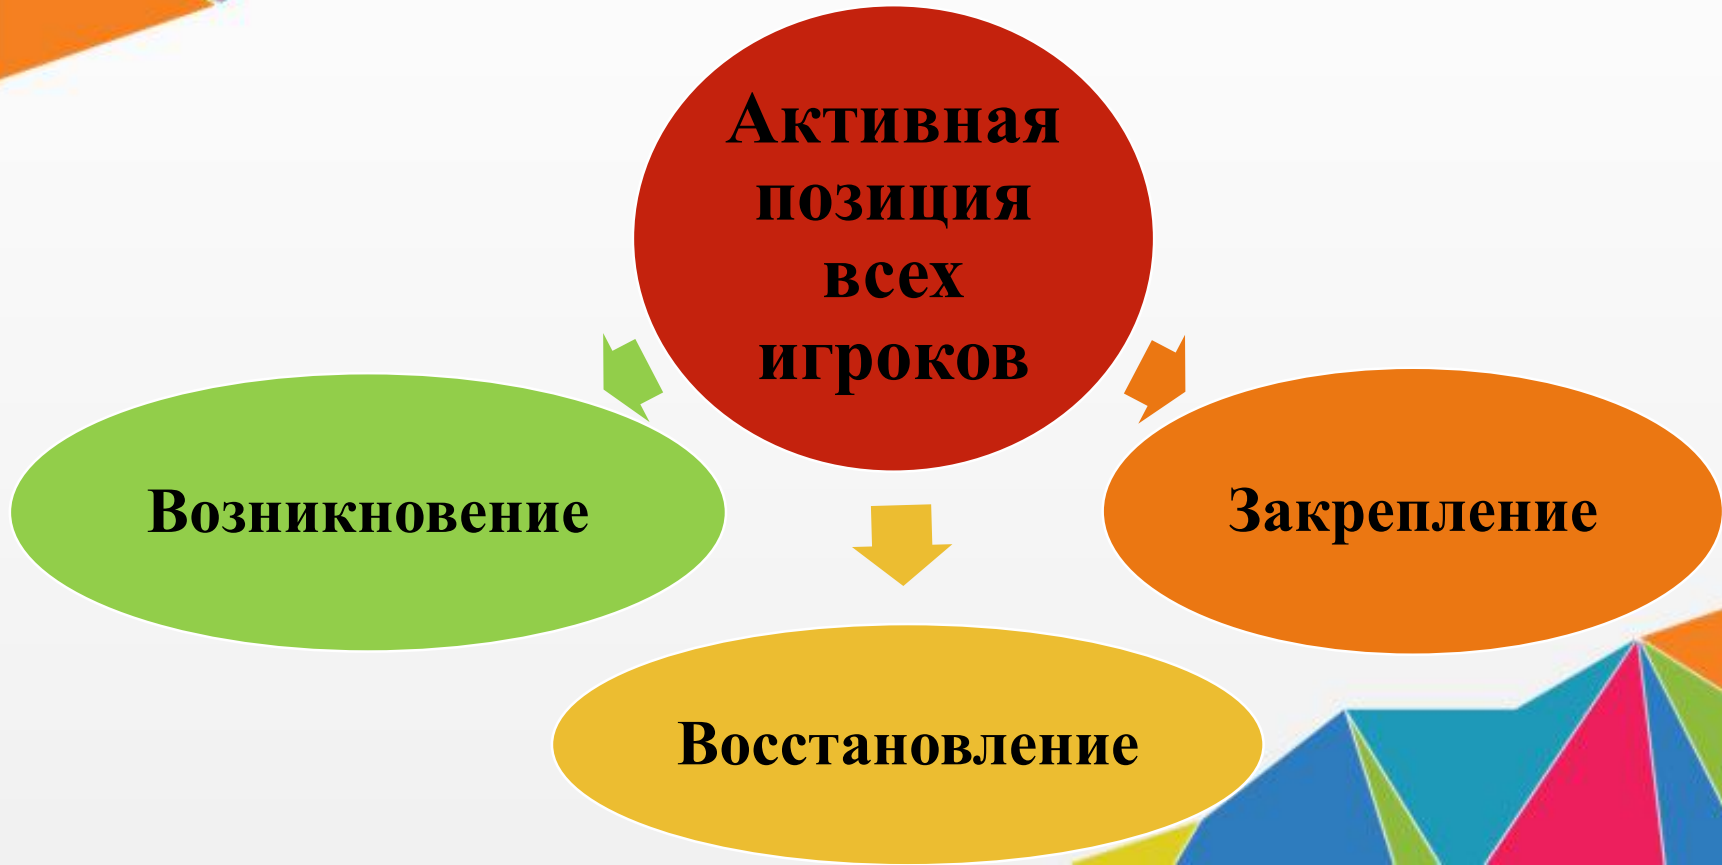 Активная
позиция
всех
игроков
Возникновение
Закрепление
Восстановление